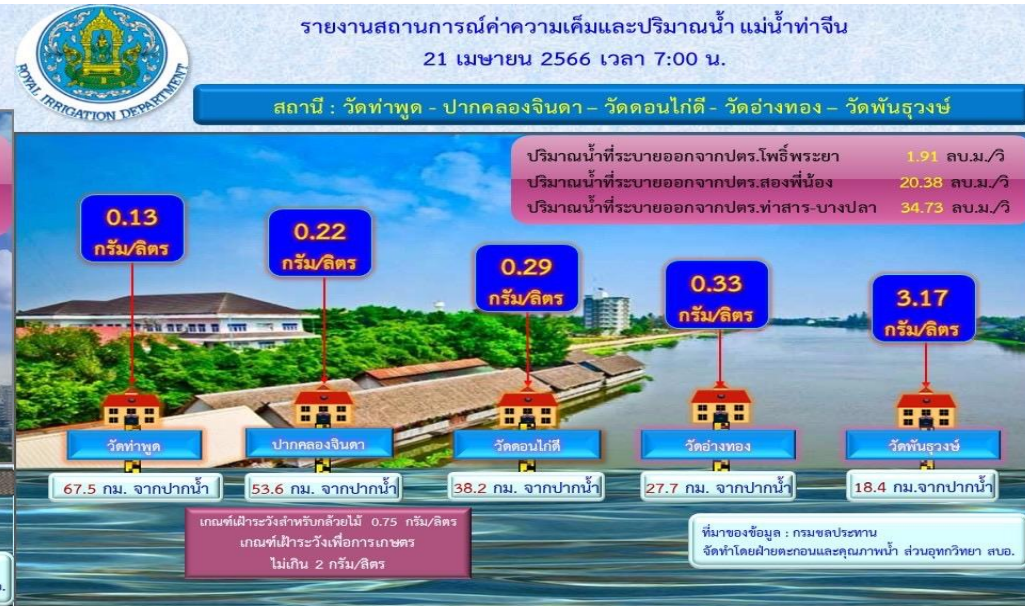 รายงานสถานการณ์ค่าความเค็มและปริมาณน้ำ แม่น้ำท่าจีน
21 เมษายน 2566 เวลา 7:00 น.
ROYAL IRRIGATION DEPARTMENT
สถานี : วัดท่าพูด - ปากคลองจินดา – วัดดอนไก่ดี - วัดอ่างทอง – วัดพันธุวงษ์
ปริมาณน้ำที่ระบายออกจากปตร.โพธิ์พระยา 1.91 ลบ.ม./วิ
ปริมาณน้ำที่ระบายออกจากปตร.สองพี่น้อง 20.38 ลบ.ม./วิ
ปริมาณน้ำที่ระบายออกจากปตร.ท่าสาร-บางปลา 34.73 ลบ.ม./วิ
0.13
กรัม/ลิตร
0.22
กรัม/ลิตร
0.29
กรัม/ลิตร
0.33
กรัม/ลิตร
3.17
กรัม/ลิตร
วัดท่าพูด
ปากคลองจินดา
วัดดอนไก่ดี
วัดอ่างทอง
วัดพันธุวงษ์
67.5 กม. จากปากน้ำ
53.6 กม. จากปากน้ำ
38.2 กม. จากปากน้ำ
27.7 กม. จากปากน้ำ
18.4 กม.จากปากน้ำ
เกณฑ์เฝ้าระวังสำหรับกล้วยไม้ 0.75 กรัม/ลิตร
เกณฑ์เฝ้าระวังเพื่อการเกษตร
ไม่เกิน 2 กรัม/ลิตร
ที่มาของข้อมูล : กรมชลประทาน
จัดทำโดยฝ่ายตะกอนและคุณภาพน้ำ ส่วนอุทกวิทยา สบอ.